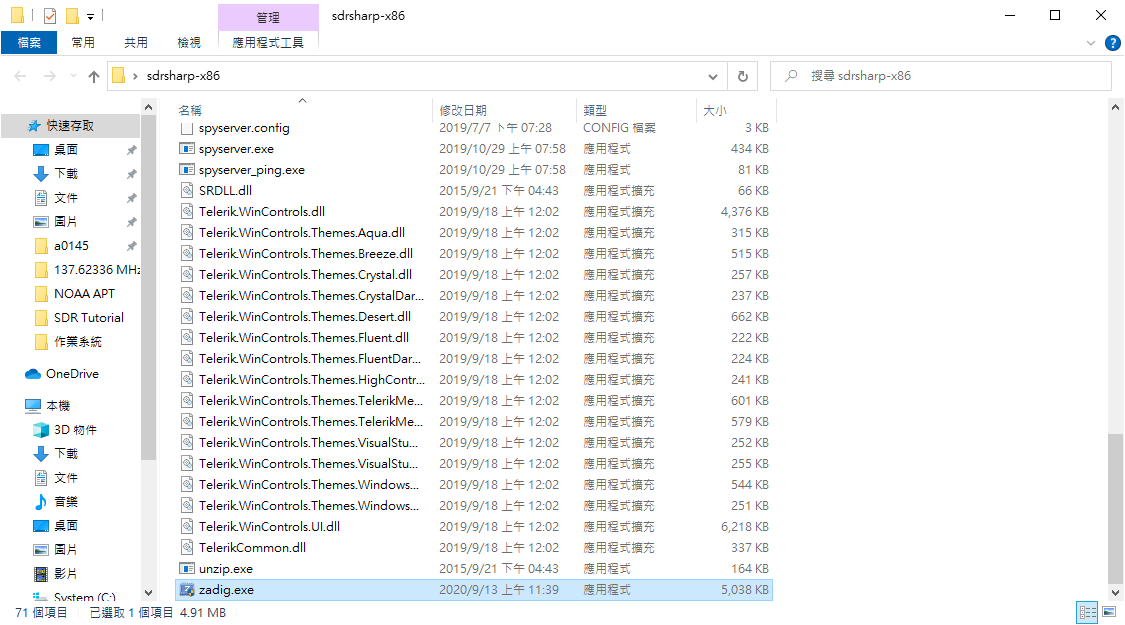 管理
sdrsharp-x86
檔案 常用 共用 檢視 應用程式工具
sdrsharp-x86
搜尋 sdrsharp-x86
快速存取
桌面
下載
文件
圖片
a0145
137.62336 MHz
NOAA APT
SDR Tutorial
作業系統
OneDrive
本機
3D 物件
下載
文件
音樂
桌面
圖片
影片
System (C:)
名稱 修改日期 類型 大小
spyserver.config 2019/7/7 下午 07:28 CONFIG 檔案 3 KB
spyserver.exe 2019/10/29 上午 07:58 應用程式 434 KB
spyserver_ping.exe 2019/10/29 上午 07:58 應用程式 81 KB
SRDLL.dll 2015/9/21 下午 04:43 應用程式擴充 66 KB
Telerik.WinControls.dll 2019/9/18 上午 12:02 應用程式擴充 4,376 KB
Telerik.WinControls.Themes.Aqua.dll 2019/9/18 上午 12:02 應用程式擴充 315 KB
Telerik.WinControls.Themes.Breeze.dll 2019/9/18 上午 12:02 應用程式擴充 515 KB
Telerik.WinControls.Themes.Crystal.dll 2019/9/18 上午 12:02 應用程式擴充 257 KB
Telerik.WinControls.Themes.CrystalDar... 2019/9/18 上午 12:02 應用程式擴充 237 KB
Telerik.WinControls.Themes.Desert.dll 2019/9/18 上午 12:02 應用程式擴充 662 KB
Telerik.WinControls.Themes.Fluent.dll 2019/9/18 上午 12:02 應用程式擴充 222 KB
Telerik.WinControls.Themes.FluentDar... 2019/9/18 上午 12:02 應用程式擴充 224 KB
Telerik.WinControls.Themes.HighContr... 2019/9/18 上午 12:02 應用程式擴充 241 KB
Telerik.WinControls.Themes.TelerikMe... 2019/9/18 上午 12:02 應用程式擴充 601 KB
Telerik.WinControls.Themes.TelerikMe... 2019/9/18 上午 12:02 應用程式擴充 579 KB
Telerik.WinControls.Themes.VisualStu... 2019/9/18 上午 12:02 應用程式擴充 252 KB
Telerik.WinControls.Themes.VisualStu... 2019/9/18 上午 12:02 應用程式擴充 255 KB
Telerik.WinControls.Themes.Windows... 2019/9/18 上午 12:02 應用程式擴充 544 KB
Telerik.WinControls.Themes.Windows... 2019/9/18 上午 12:02 應用程式擴充 251 KB
Telerik.WinControls.UI.dll 2019/9/18 上午 12:02 應用程式擴充 6,218 KB
TelerikCommon.dll 2019/9/18 上午 12:02 應用程式擴充 337 KB
unzip.exe 2015/9/21 下午 04:43 應用程式 164 KB
zadig.exe 2020/9/13 上午 11:39 應用程式 5,038 KB
71 個項目 已選取 1 個項目 4.91 MB